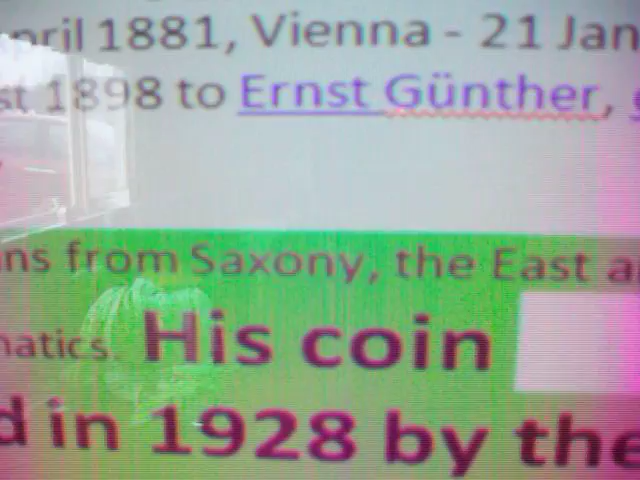 pril 1881, Vienna - 21 Jan
st 1898 to Ernst Günther,
ns from Saxony, the East a
matics. His coin
d in 1928 by the